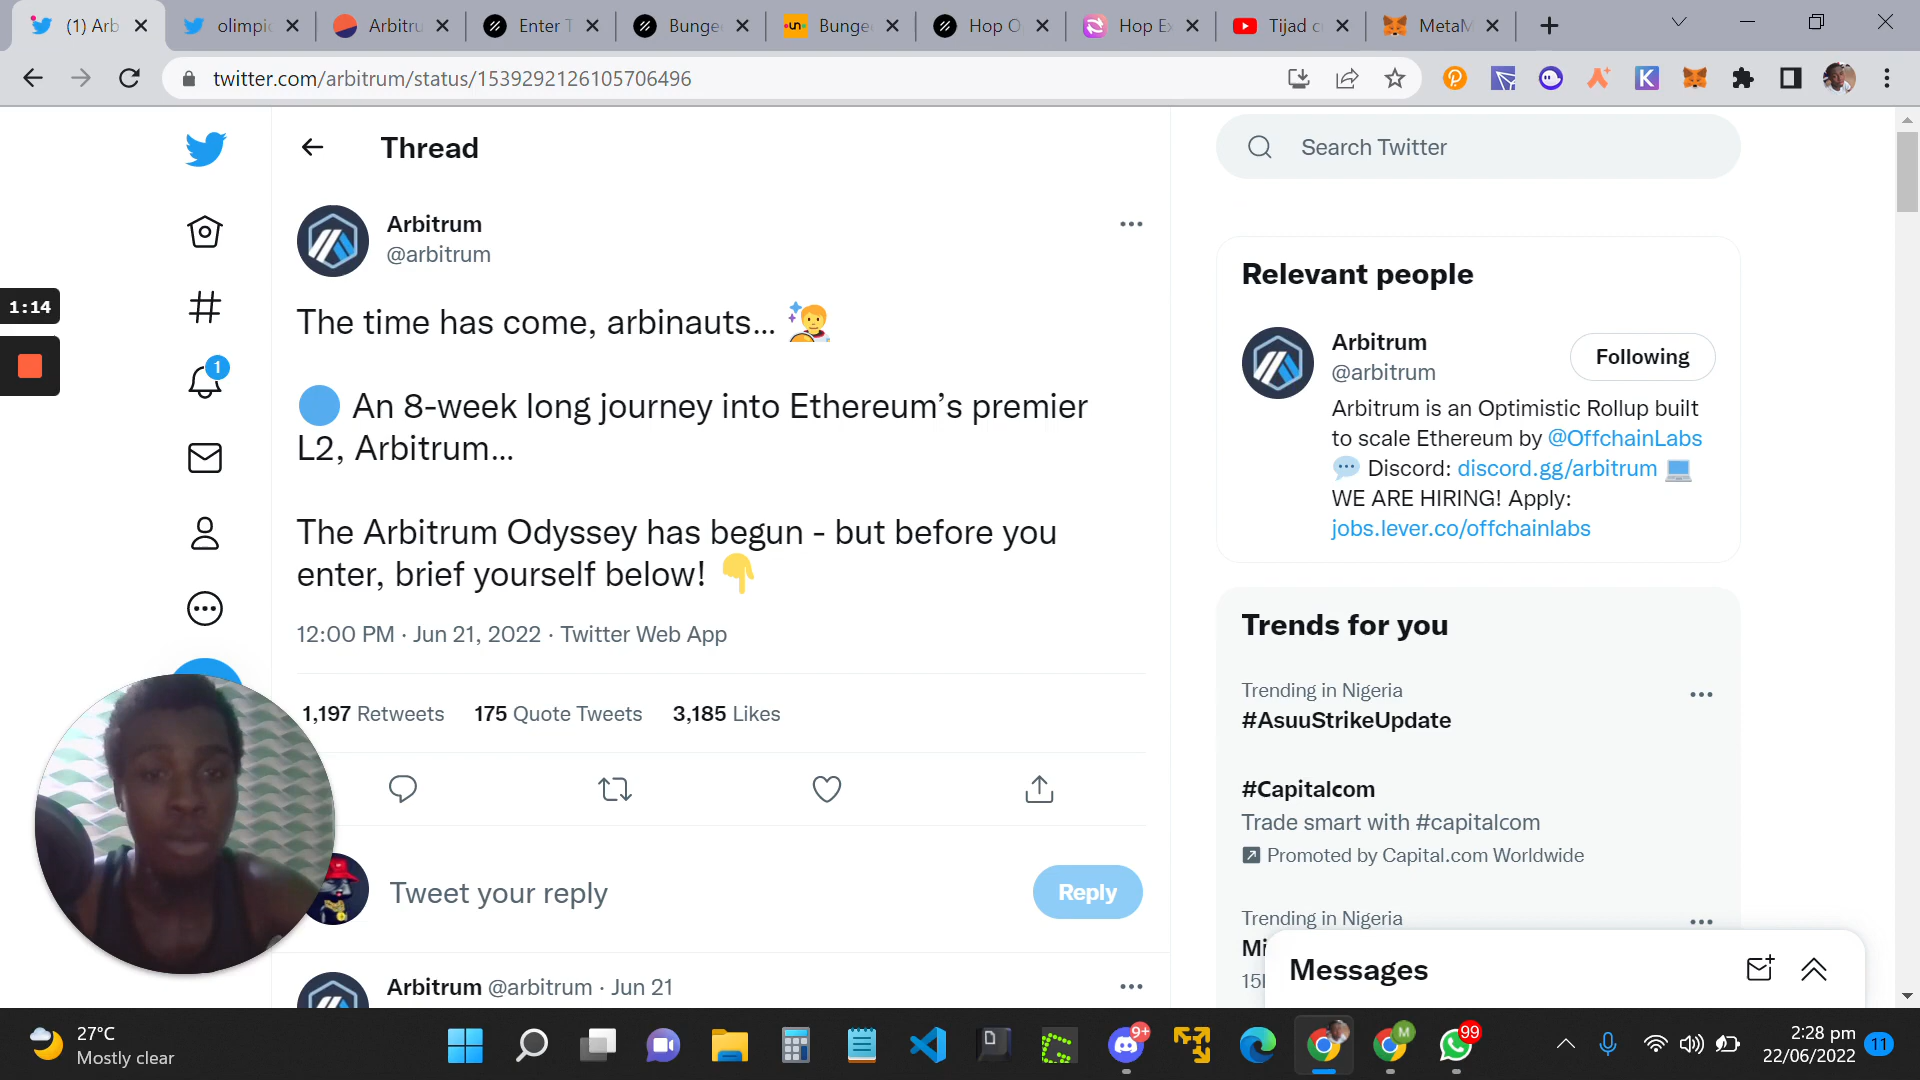 (1) Arb
olimpic
Arbitru
Enter T
Bunge
Bunge
Hop O
Hop Ex
Tijad c
MetaM
twitter.com/arbitrum/status/1539292126105706496
Thread
Search Twitter
Arbitrum
@arbitrum
The time has come, arbinauts...
An 8-week long journey into Ethereum’s premier
L2, Arbitrum...
The Arbitrum Odyssey has begun - but before you
enter, brief yourself below!
12:00 PM · Jun 21, 2022 · Twitter Web App
1,197 Retweets 175 Quote Tweets 3,185 Likes
Tweet your reply
Reply
Arbitrum @arbitrum · Jun 21
1:14
1
Relevant people
Arbitrum
@arbitrum
Following
Arbitrum is an Optimistic Rollup built
to scale Ethereum by @OffchainLabs
Discord: discord.gg/arbitrum
WE ARE HIRING! Apply:
jobs.lever.co/offchainlabs
Trends for you
Trending in Nigeria
#AsuuStrikeUpdate
#Capitalcom
Trade smart with #capitalcom
Promoted by Capital.com Worldwide
Trending in Nigeria
Mi
15
Messages
27°C
Mostly clear
9+
M
99
2:28 pm
22/06/2022
11